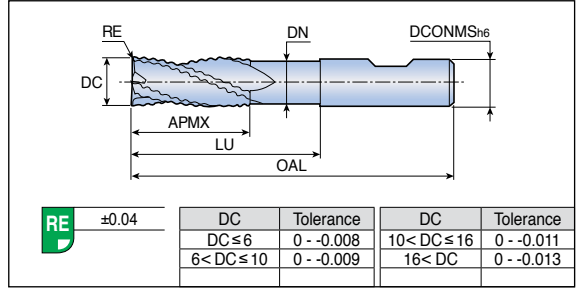 RE
DN
DCONMSh6
DC
APMX
LU
OAL
RE ±0.04
DC Tolerance DC Tolerance
DC≤6 0 - -0.008 10< DC≤16 0 - -0.011
6< DC≤10 0 - -0.009 16< DC 0 - -0.013